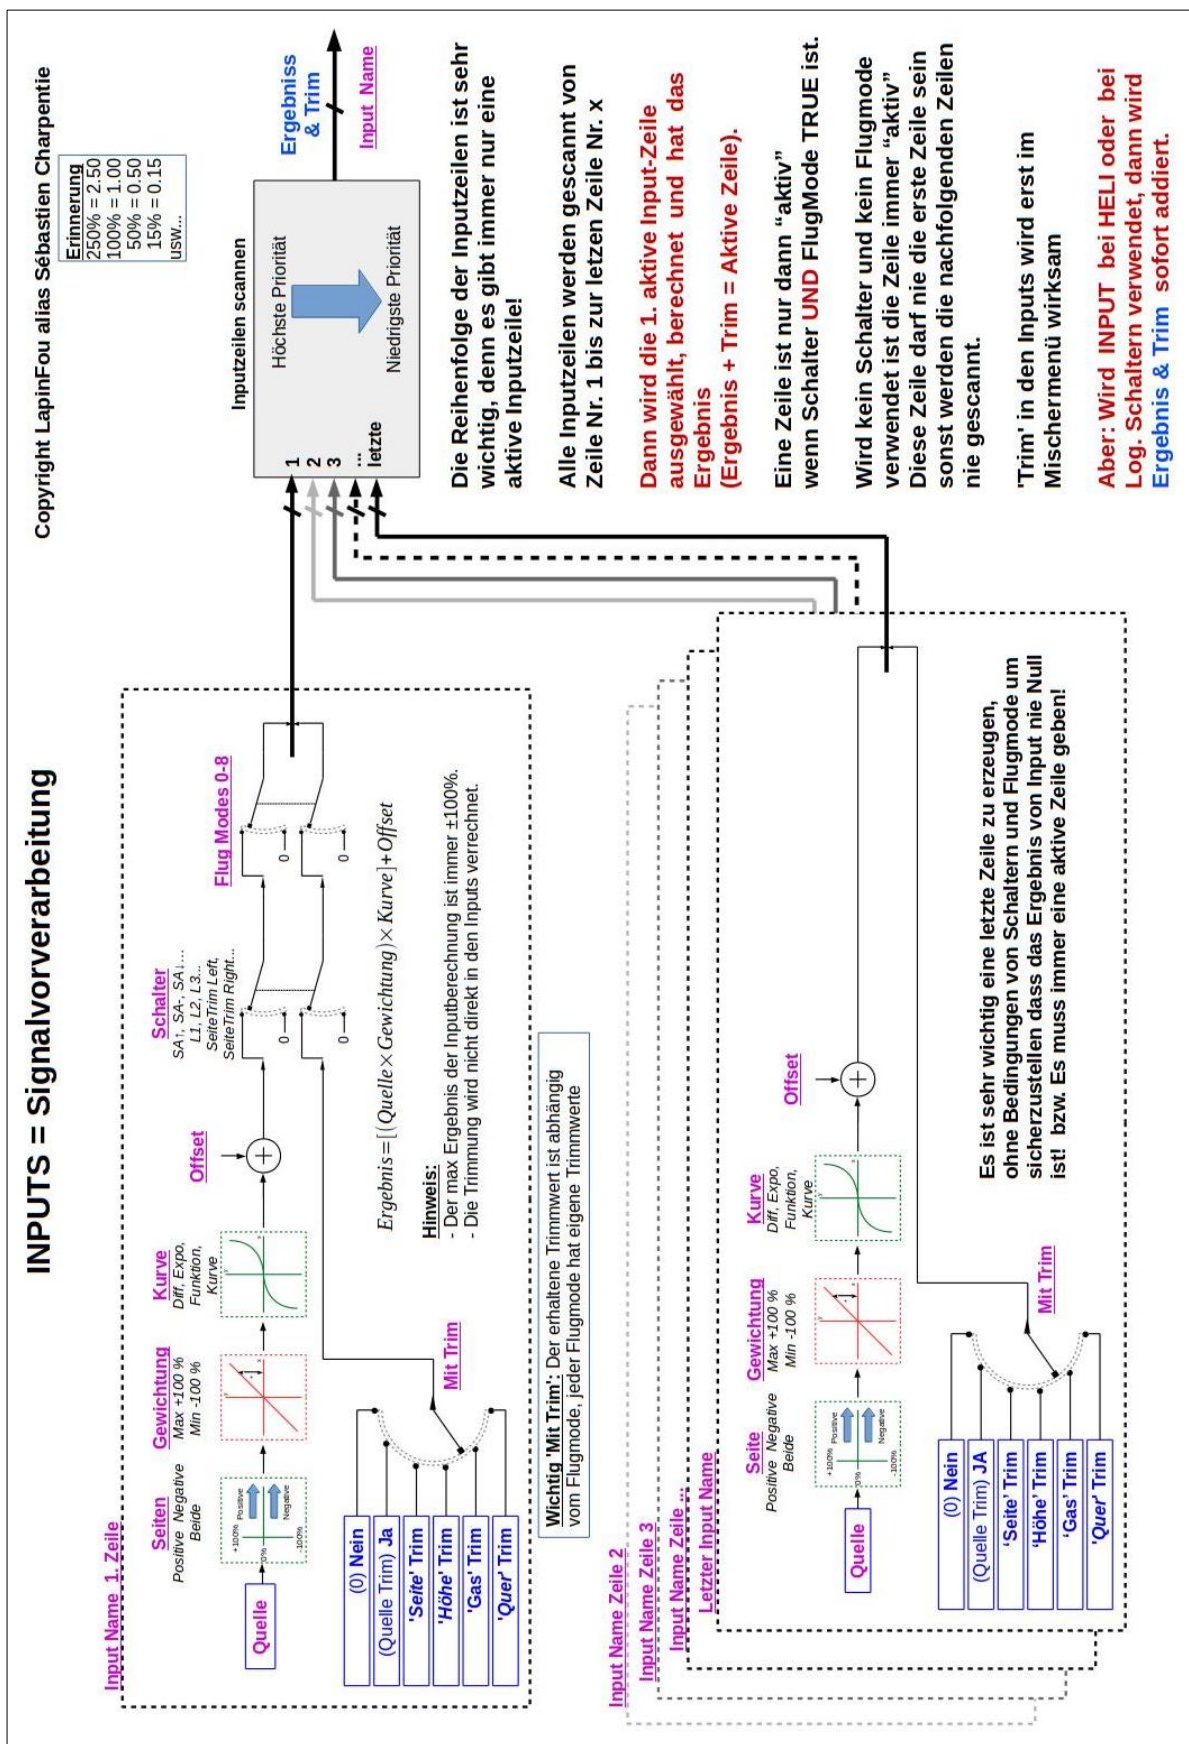 INPUTS = Signalvorverarbeitung
Copyright LapinFou alias Sébastien Charpentie
Erinnerung
250% = 2.50
100% = 1.00
50% = 0.50
15% = 0.15
usw...
Input Name 1. Zeile
Quelle
Seiten
Positive Negative
Beide
+100%
0%
-100%
Positive
Negative
Gewichtung
Max +100 %
Min -100 %
Kurve
Diff, Expo,
Funktion,
Kurve
Offset
Schalter
SA↑, SA-, SA↓...
L1, L2, L3...
SeiteTrim Left,
SeiteTrim Right...
0
0
Flug Modes 0-8
0
0
(0) Nein
(Quelle Trim) Ja
'Seite' Trim
'Höhe' Trim
'Gas' Trim
'Quer' Trim
Mit Trim
Ergebnis=[(Quelle×Gewichtung)×Kurve]+Offset
Hinweis:
- Der max Ergebnis der Inputberechnung ist immer ±100%.
- Die Trimmung wird nicht direkt in den Inputs verrechnet.
Wichtig 'Mit Trim': Der erhaltene Trimmwert ist abhängig
vom Flugmode, jeder Flugmode hat eigene Trimmwerte
Input Name Zeile 2
Input Name Zeile 3
Input Name Zeile ...
Letzter Input Name
Quelle
Seite
Positive Negative
Beide
+100%
0%
-100%
Positive
Negative
Gewichtung
Max +100 %
Min -100 %
Kurve
Diff, Expo,
Funktion,
Kurve
Offset
(0) Nein
(Quelle Trim) JA
'Seite' Trim
'Höhe' Trim
'Gas' Trim
'Quer' Trim
Mit Trim
Es ist sehr wichtig eine letzte Zeile zu erzeugen,
ohne Bedingungen von Schaltern und Flugmode um
sicherzustellen dass das Ergebnis von Input nie Null
ist! bzw. Es muss immer eine aktive Zeile geben!
Inputzeilen scannen
1
2
3
...
letzte
Höchste Priorität
Niedrigste Priorität
Ergebniss
& Trim
Input Name
Die Reihenfolge der Inputzeilen ist sehr
wichtig, denn es gibt immer nur eine
aktive Inputzeile!
Alle Inputzeilen werden gescannt von
Zeile Nr. 1 bis zur letzen Zeile Nr. x
Dann wird die 1. aktive Input-Zeile
ausgewählt, berechnet und hat das
Ergebnis
(Ergebnis + Trim = Aktive Zeile).
Eine Zeile ist nur dann "aktiv"
wenn Schalter UND FlugMode TRUE ist.
Wird kein Schalter und kein Flugmode
verwendet ist die Zeile immer "aktiv"
Diese Zeile darf nie die erste Zeile sein
sonst werden die nachfolgenden Zeilen
nie gescannt.
'Trim' in den Inputs wird erst im
Mischermenü wirksam
Aber: Wird INPUT bei HELI oder bei
Log. Schaltern verwendet, dann wird
Ergebnis & Trim sofort addiert.